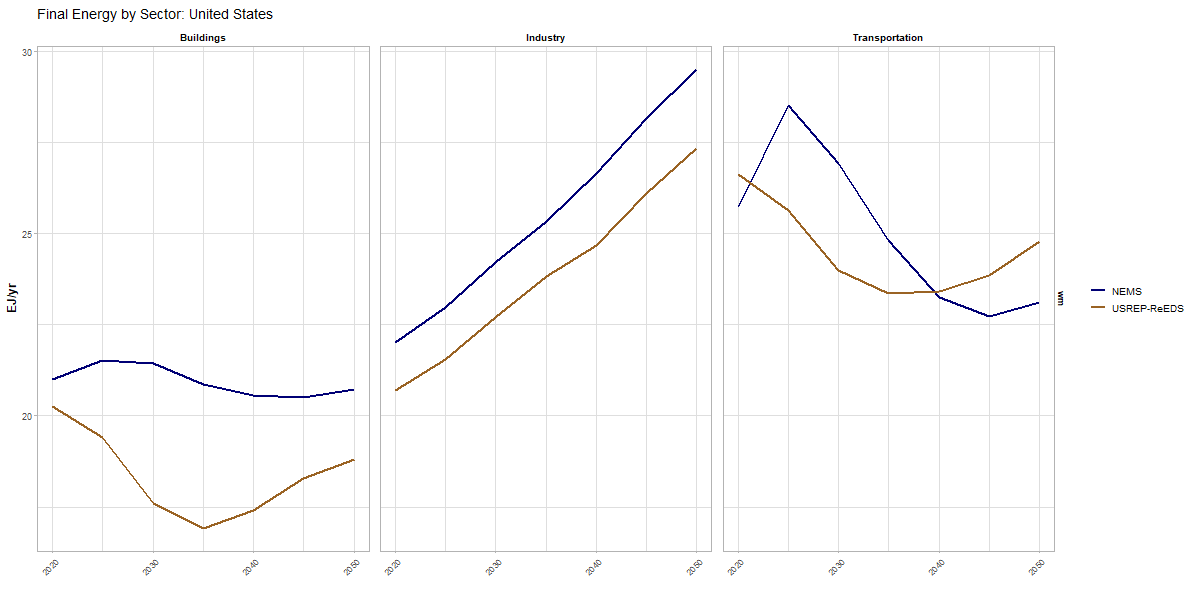 Final Energy by Sector: United States
Buildings
Industry
Transportation
30
25
20
EJ/yr
2020
2030
2040
2050
2020
2030
2040
2050
2020
2030
2040
2050
wm
NEMS
USREP-ReEDS